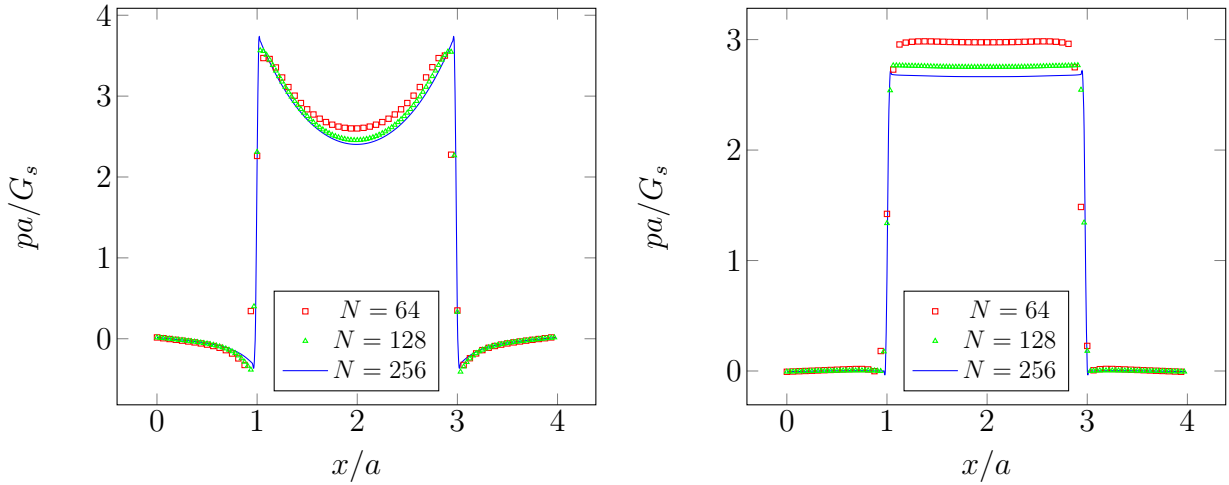 4
3
2
1
0
pa/G_s
N = 64
N = 128
N = 256
0 1 2 3 4
x/a
3
2
1
0
pa/G_s
N = 64
N = 128
N = 256
0 1 2 3 4
x/a